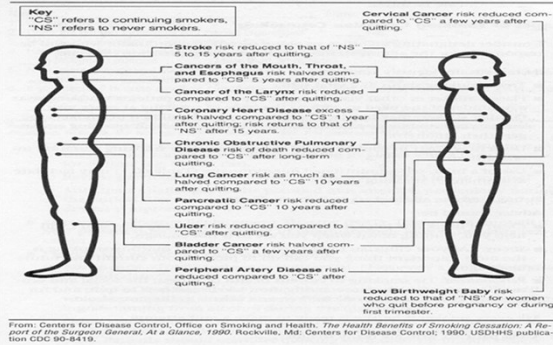 Key
"CS" refers to continuing smokers,
"NS" refers to never smokers.
Cervical Cancer risk reduced com-
pared to "CS" a few years after
quitting.
Stroke risk reduced to that of "NS"
5 to 15 years after quitting.
Cancers of the Mouth, Throat,
and Esophagus risk halved com-
pared to "CS" 5 years after quitting.
Cancer of the Larynx risk reduced
compared to "CS" after quitting.
Coronary Heart Disease excess
risk halved compared to "CS" 1 year
after quitting; risk returns to that of
"NS" after 15 years.
Chronic Obstructive Pulmonary
Disease risk of death reduced com-
pared to "CS" after long-term
quitting.
Lung Cancer risk as much as
halved compared to "CS" 10 years
after quitting.
Pancreatic Cancer risk reduced
compared to "CS" 10 years after
quitting.
Ulcer risk reduced compared to
"CS" after quitting.
Bladder Cancer risk halved com-
pared to "CS" a few years after
quitting.
Peripheral Artery Disease risk
reduced compared to "CS" after
quitting.
Low Birthweight Baby risk
reduced to that of "NS" for women
who quit before pregnancy or during
first trimester.
From: Centers for Disease Control, Office on Smoking and Health. The Health Benefits of Smoking Cessation: A Re-
port of the Surgeon General, At a Glance, 1990. Rockville, Md: Centers for Disease Control; 1990. USDHHS publica-
tion CDC 90-8419.